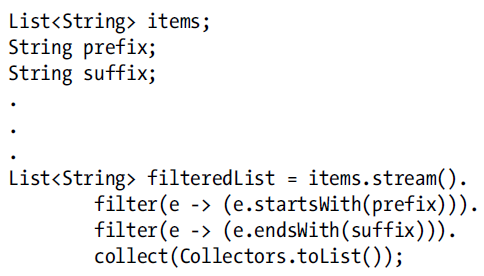 List<String> items;
String prefix;
String suffix;
.
.
.
List<String> filteredList = items.stream().
        filter(e -> (e.startsWith(prefix))).
        filter(e -> (e.endsWith(suffix))).
        collect(Collectors.toList());